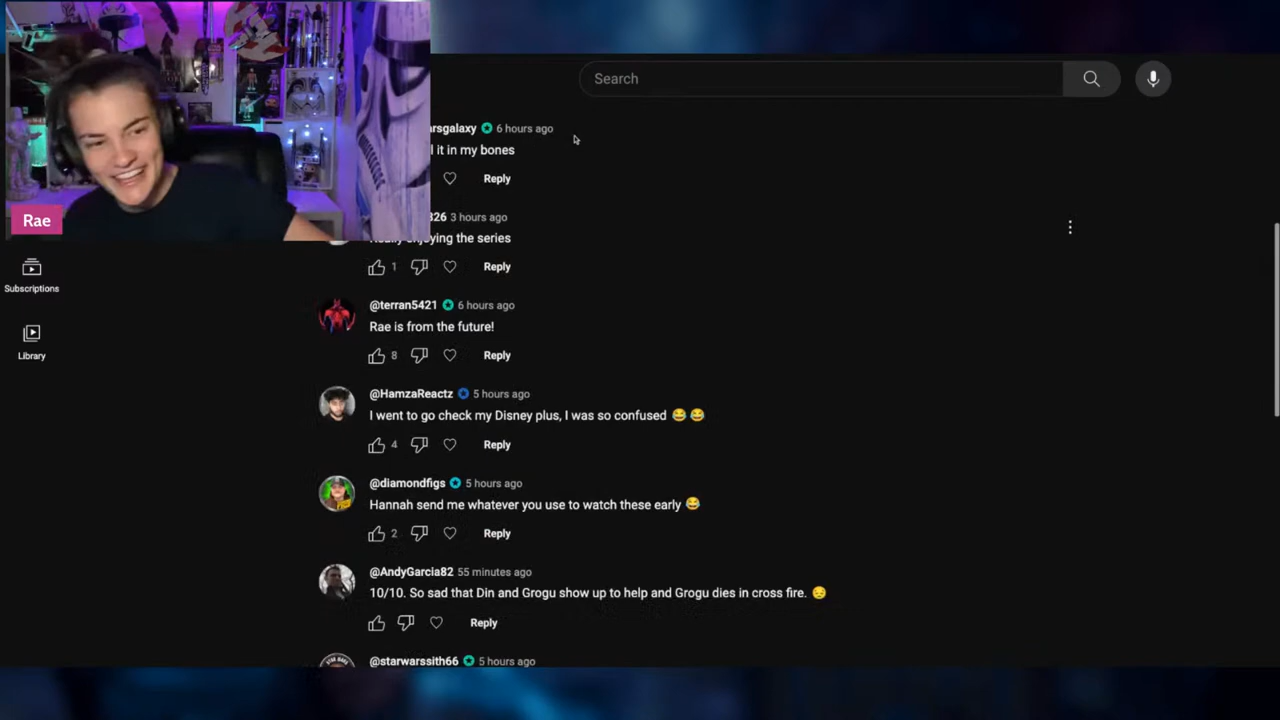 Search
rsgalaxy 6 hours ago
l it in my bones
Reply
Rae
326 3 hours ago
enjoying the series
1 Reply
Subscriptions
@terran5421 6 hours ago
Rae is from the future!
Library
8 Reply
@HamzaReactz 5 hours ago
I went to go check my Disney plus, I was so confused 😂 😂
4 Reply
@diamondfigs 5 hours ago
Hannah send me whatever you use to watch these early 😂
2 Reply
@AndyGarcia82 55 minutes ago
10/10. So sad that Din and Grogu show up to help and Grogu dies in cross fire. 😔
Reply
@starwarssith66 5 hours ago